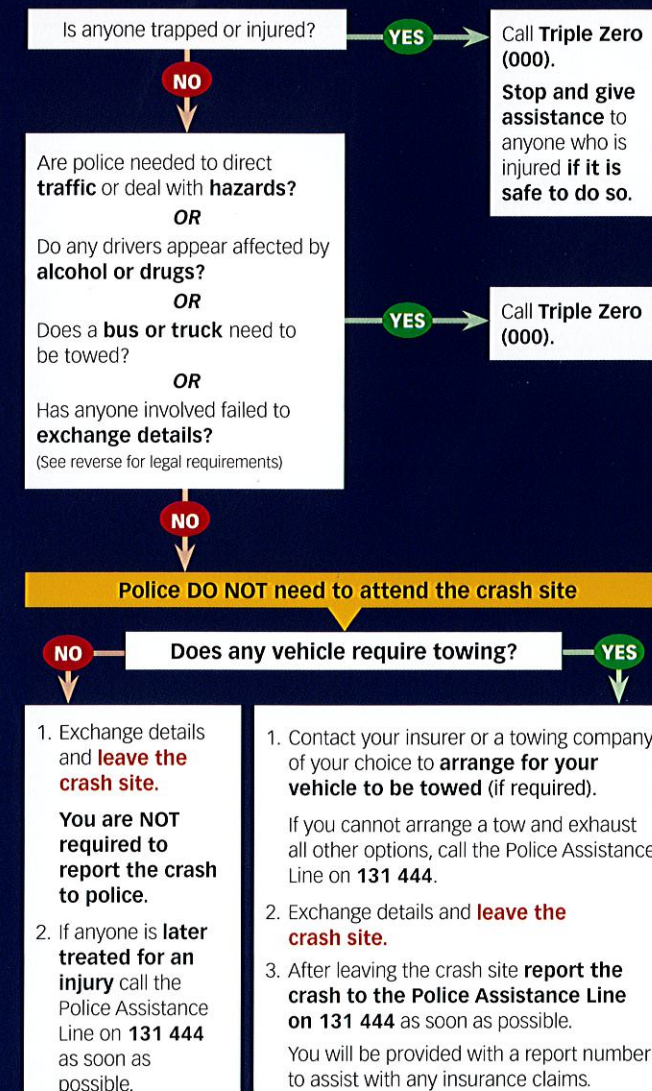 Is anyone trapped or injured?
YES
Call Triple Zero
(000).
Stop and give
assistance to
anyone who is
injured if it is
safe to do so.
NO
Are police needed to direct
traffic or deal with hazards?
OR
Do any drivers appear affected by
alcohol or drugs?
OR
Does a bus or truck need to
be towed?
OR
Has anyone involved failed to
exchange details?
(See reverse for legal requirements)
YES
Call Triple Zero
(000).
NO
Police DO NOT need to attend the crash site
Does any vehicle require towing?
NO
1. Exchange details
and leave the
crash site.
You are NOT
required to
report the crash
to police.
2. If anyone is later
treated for an
injury call the
Police Assistance
Line on 131 444
as soon as
possible.
YES
1. Contact your insurer or a towing company
of your choice to arrange for your
vehicle to be towed (if required).
If you cannot arrange a tow and exhaust
all other options, call the Police Assistance
Line on 131 444.
2. Exchange details and leave the
crash site.
3. After leaving the crash site report the
crash to the Police Assistance Line
on 131 444 as soon as possible.
You will be provided with a report number
to assist with any insurance claims.